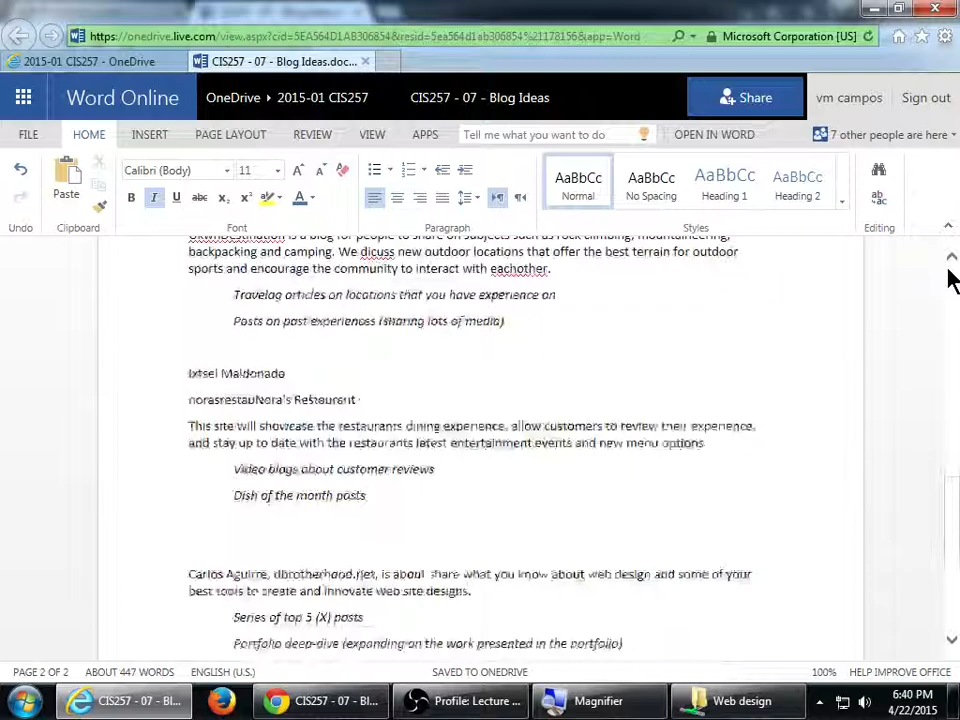 https://onedrive.live.com/view.aspx?cid=5EA564D1AB306854&resid=5ea564d1ab306854%211781568&app=Word
Microsoft Corporation [US]
2015-01 CIS257 - OneDrive
CIS257 - 07 - Blog Ideas.doc...
Word Online
OneDrive
2015-01 CIS257
CIS257 - 07 - Blog Ideas
Share
vm campos
Sign out
FILE
HOME
INSERT
PAGE LAYOUT
REVIEW
VIEW
APPS
Tell me what you want to do
OPEN IN WORD
7 other people are here
Calibri (Body)
11
AaBbCc
AaBbCc
AaBbCc
AaBbCc
Paste
B
I
U
abc
Normal
No Spacing
Heading 1
Heading 2
Undo
Clipboard
Font
Paragraph
Styles
Editing
is a blog for people to share on subjects such as rock climbing, mountaineering,
backpacking and camping. We dicuss new outdoor locations that offer the best terrain for outdoor
sports and encourage the community to interact with eachother.
articles on locations that you have experience on
Posts on past experiences (sharing lots of media)
Maldonado
Restaurant
This site will showcase the restaurants dining experience, allow customers to review their experience,
and stay up to date with the restaurants latest entertainment events and new menu options
Video blogs about customer reviews
Dish of the month posts
Carlos Aguirre, is about share what you know about web design and some of your
best tools to create and innovate web site designs.
Series of top 5 (X) posts
Portfolio deep-dive (expanding on the work presented in the portfolio)
PAGE 2 OF 2
ABOUT 447 WORDS
ENGLISH (U.S.)
SAVED TO ONEDRIVE
100%
HELP IMPROVE OFFICE
CIS257 - 07 - Bl...
CIS257 - 07 - Bl...
Profile: Lecture ...
Magnifier
Web design
6:40 PM
4/22/2015